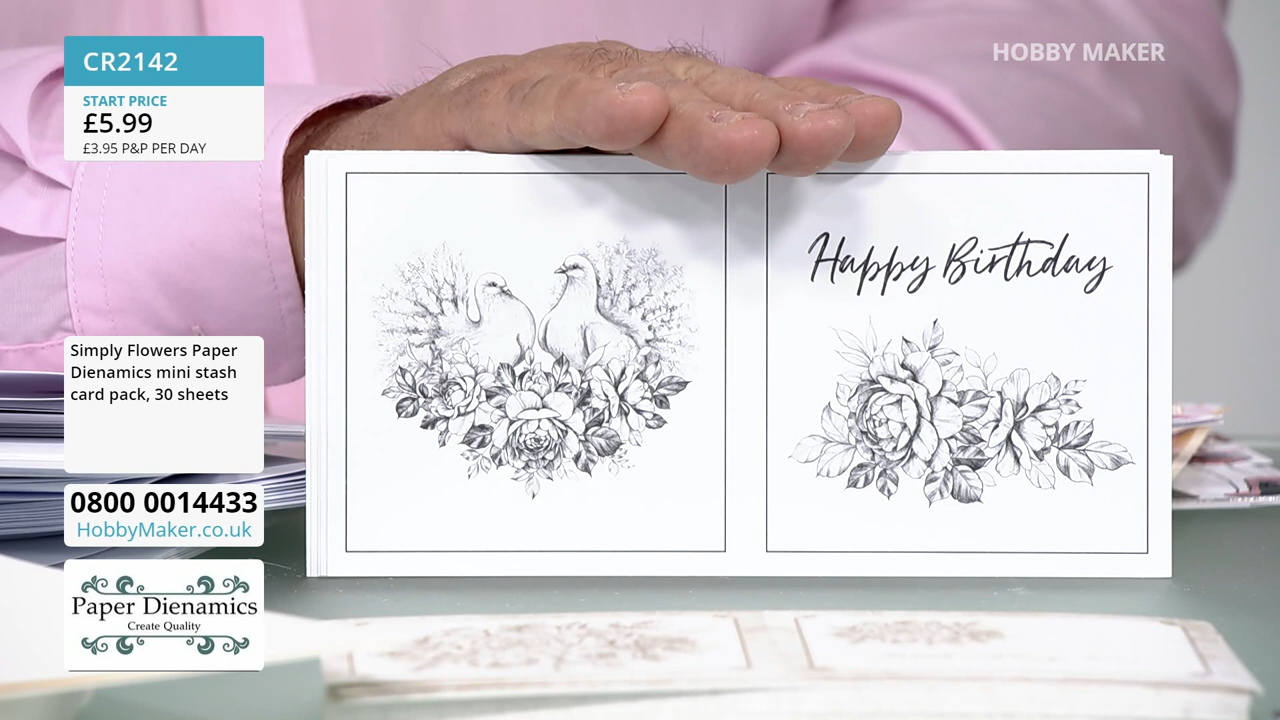 CR2142
START PRICE
£5.99
£3.95 P&P PER DAY
HOBBY MAKER
Happy Birthday
Simply Flowers Paper
Dienamics mini stash
card pack, 30 sheets
0800 0014433
HobbyMaker.co.uk
Paper Dienamics
Create Quality